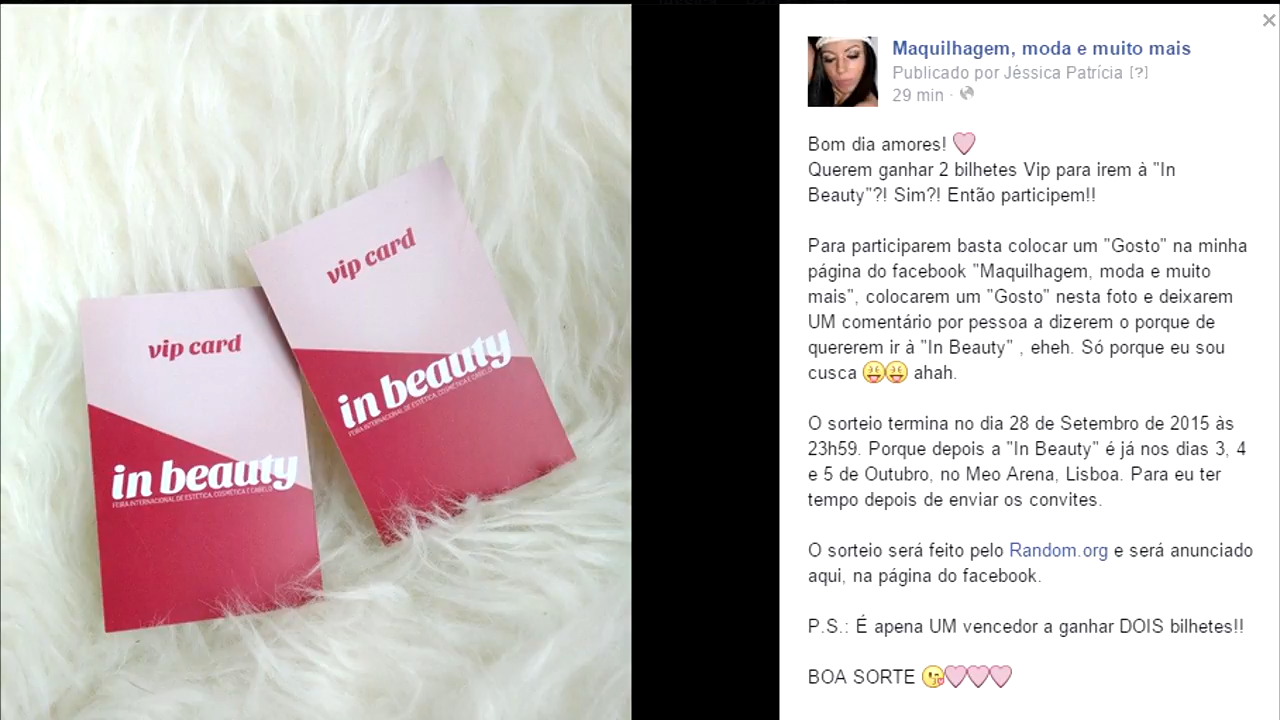 vip card
in beauty
FEIRA INTERNACIONAL DE ESTÉTICA, COSMÉTICA E CABELO
vip card
in beauty
FEIRA INTERNACIONAL DE ESTÉTICA, COSMÉTICA E CABELO
Maquilhagem, moda e muito mais
Publicado por Jéssica Patrícia [?]
29 min ·
Bom dia amores!
Querem ganhar 2 bilhetes Vip para irem à "In
Beauty"?! Sim?! Então participem!!
Para participarem basta colocar um "Gosto" na minha
página do facebook "Maquilhagem, moda e muito
mais", colocarem um "Gosto" nesta foto e deixarem
UM comentário por pessoa a dizerem o porque de
quererem ir à "In Beauty" , eheh. Só porque eu sou
cusca 😝😝 ahah.
O sorteio termina no dia 28 de Setembro de 2015 às
23h59. Porque depois a "In Beauty" é já nos dias 3, 4
e 5 de Outubro, no Meo Arena, Lisboa. Para eu ter
tempo depois de enviar os convites.
O sorteio será feito pelo Random.org e será anunciado
aqui, na página do facebook.
P.S.: É apenas UM vencedor a ganhar DOIS bilhetes!!
BOA SORTE